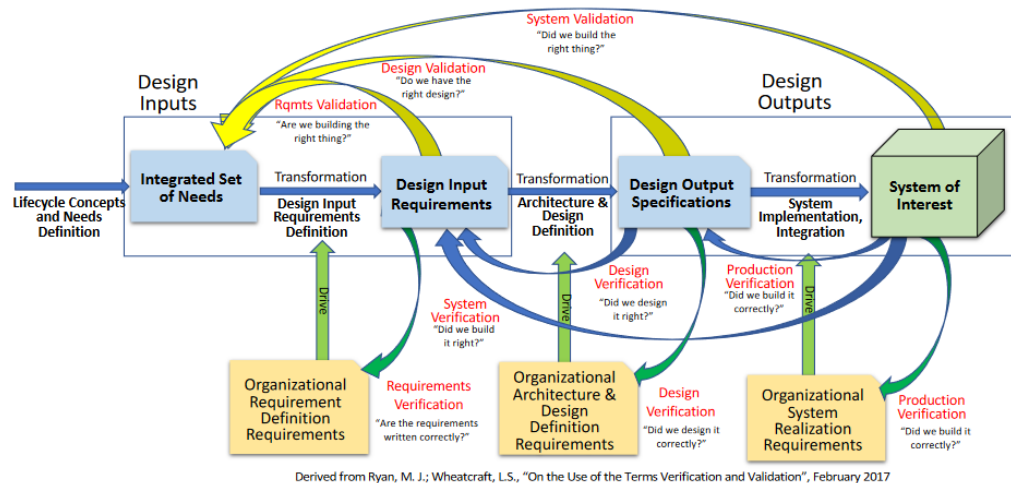 System Validation
"Did we build the
right thing?"
Design
Inputs
Design Validation
"Do we have the
right design?"
Design
Outputs
Rqmts Validation
"Are we building the
right thing?"
Integrated Set
of Needs
Transformation
Design Input
Requirements
Transformation
Design Output
Specifications
Transformation
System of
Interest
Lifecycle Concepts
and Needs
Definition
Design Input
Requirements
Definition
Architecture &
Design
Definition
System
Implementation,
Integration
Drive
System
Verification
"Did we build
it right?"
Drive
Design
Verification
"Did we design
it right?"
Production
Verification
"Did we build it
correctly?"
Drive
Organizational
Requirement
Definition
Requirements
Requirements
Verification
"Are the requirements
written correctly?"
Organizational
Architecture &
Design
Definition
Requirements
Design
Verification
"Did we design it
correctly?"
Organizational
System
Realization
Requirements
Production
Verification
"Did we build it
correctly?"
Derived from Ryan, M. J.; Wheatcraft, L.S., "On the Use of the Terms Verification and Validation", February 2017